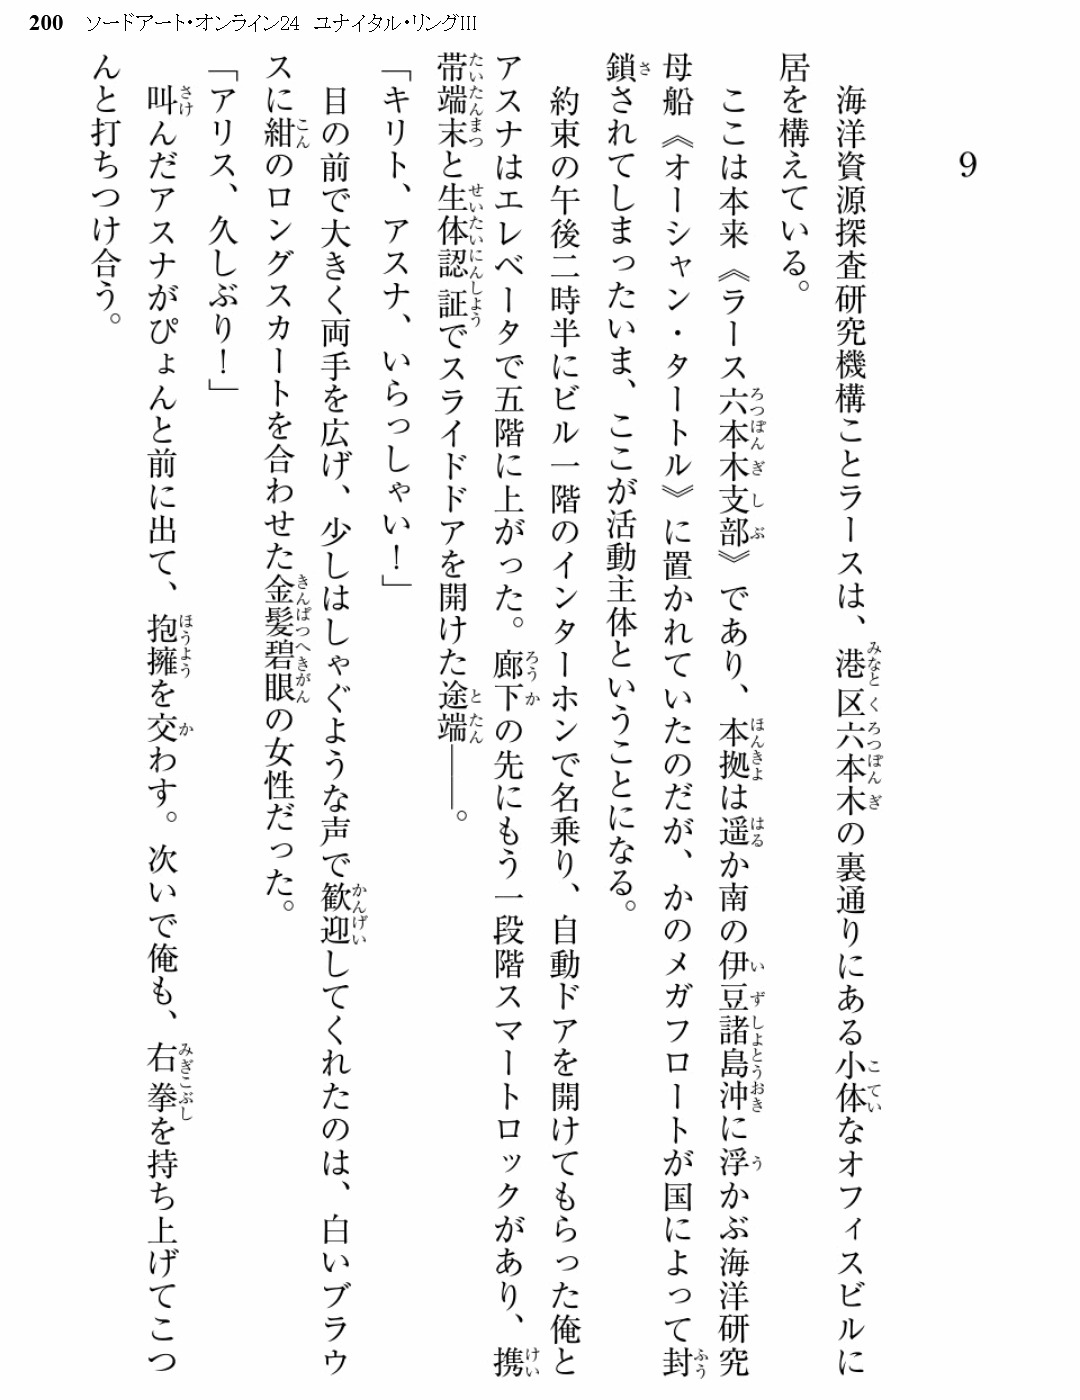 200 ソードアート・オンライン24 ユナイタル・リングIII
9
海洋資源探査研究機構ことラースは、港区六本木の裏通りにある小体なオフィスビルに
居を構えている。
ここは本来《ラース六本木支部》であり、本拠は遥か南の伊豆諸島沖に浮かぶ海洋研究
母船《オーシャン・タートル》に置かれていたのだが、かのメガフロートが国によって封
鎖されてしまったいま、ここが活動主体ということになる。
約束の午後二時半にビル一階のインターホンで名乗り、自動ドアを開けてもらった俺と
アスナはエレベータで五階に上がった。廊下の先にもう一段階スマートロックがあり、携
帯端末と生体認証でスライドドアを開けた途端――。
「キリト、アスナ、いらっしゃい！」
目の前で大きく両手を広げ、少しはしゃぐような声で歓迎してくれたのは、白いブラウ
スに紺のロングスカートを合わせた金髪碧眼の女性だった。
「アリス、久しぶり！」
叫んだアスナがぴょんと前に出て、抱擁を交わす。次いで俺も、右拳を持ち上げてこつ
んと打ちつけ合う。